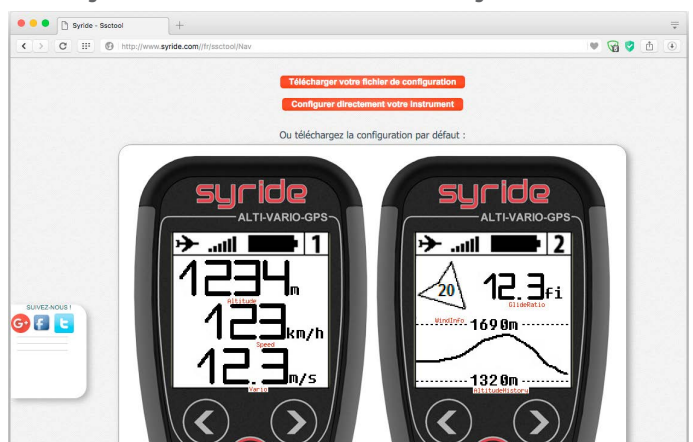 Syride - Ssctool
http://www.syride.com//fr/ssctool/Nav
Télécharger votre fichier de configuration
Configurer directement votre instrument
Ou téléchargez la configuration par défaut :
syride
ALTI-VARIO-GPS
1
1234m
Altitude
123km/h
Speed
12.3m/s
Vario
syride
ALTI-VARIO-GPS
2
20
12.3fi
GlideRatio
WindInfo
1690m
1320m
AltitudeHistory
SUIVEZ-NOUS !
G+ f t